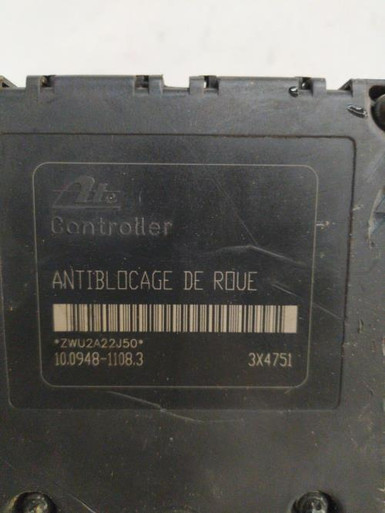 Ate
Controller
ANTIBLOCAGE DE ROUE
*ZWU2A22J50*
10.0948-1108.3 3X4751